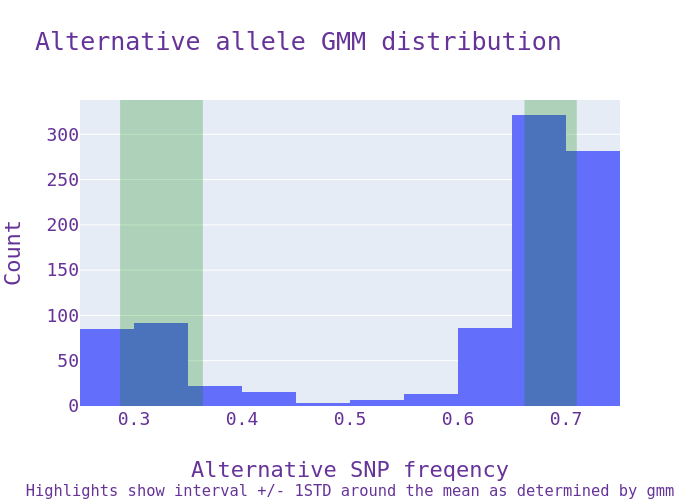 Alternative allele GMM distribution
300
250
200
150
100
50
0
Count
0.3 0.4 0.5 0.6 0.7
Alternative SNP freqency
Highlights show interval +/- 1STD around the mean as determined by gmm